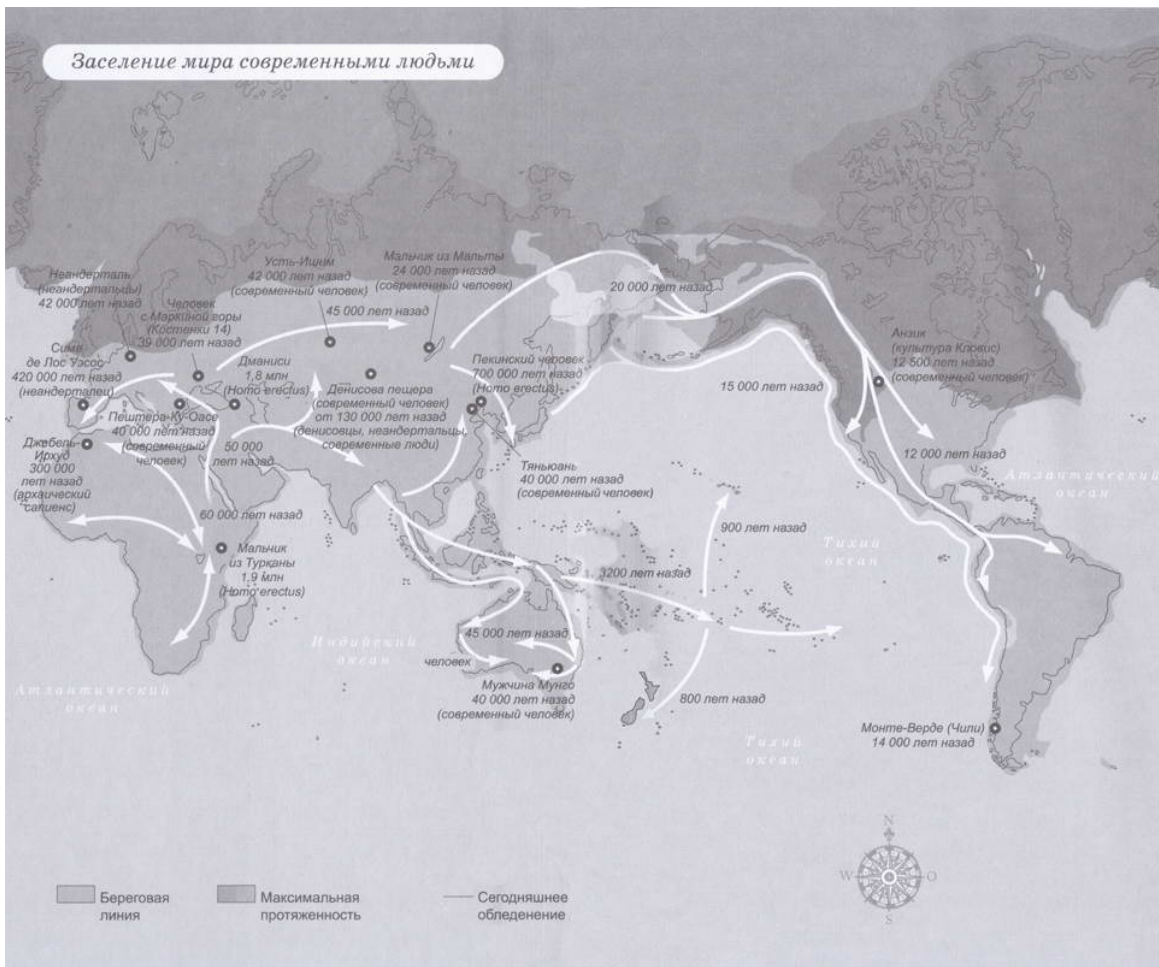 Заселение мира современными людьми
Неандерталь
(неандертальцы)
42 000 лет назад
Усть-Ишим
42 000 лет назад
(современный человек)
Мальчик из Мальты
24 000 лет назад
(современный человек)
Человек
с Маркиной горы
(Костенки 14)
39 000 лет назад
45 000 лет назад
20 000 лет назад
Сима
де Лос Уэсос
420 000 лет назад
(неандерталец)
Дманиси
1,8 млн
(Homo erectus)
Денисова пещера
(современный человек)
от 130 000 лет назад
(денисовцы, неандертальцы,
современные люди)
Пекинский человек
700 000 лет назад
(Homo erectus)
Анзик
(культура Кловис)
12 500 лет назад
(современный человек)
15 000 лет назад
Пештера-Ку-Оасе
40 000 лет назад
(современный
человек)
50 000
лет назад
Джебель-
Ирхуд
300 000
лет назад
(архаический
сапиенс)
Тяньюань
40 000 лет назад
(современный человек)
12 000 лет назад
Атлантический
океан
60 000 лет назад
900 лет назад
Мальчик
из Турканы
1,9 млн
(Homo erectus)
3200 лет назад
Тихий
океан
Индийский
океан
45 000 лет назад
человек
Мужчина Мунго
40 000 лет назад
(современный человек)
Атлантический
океан
800 лет назад
Тихий
океан
Монте-Верде (Чили)
14 000 лет назад
N
W
O
S
Береговая
линия
Максимальная
протяженность
Сегодняшнее
обледенение